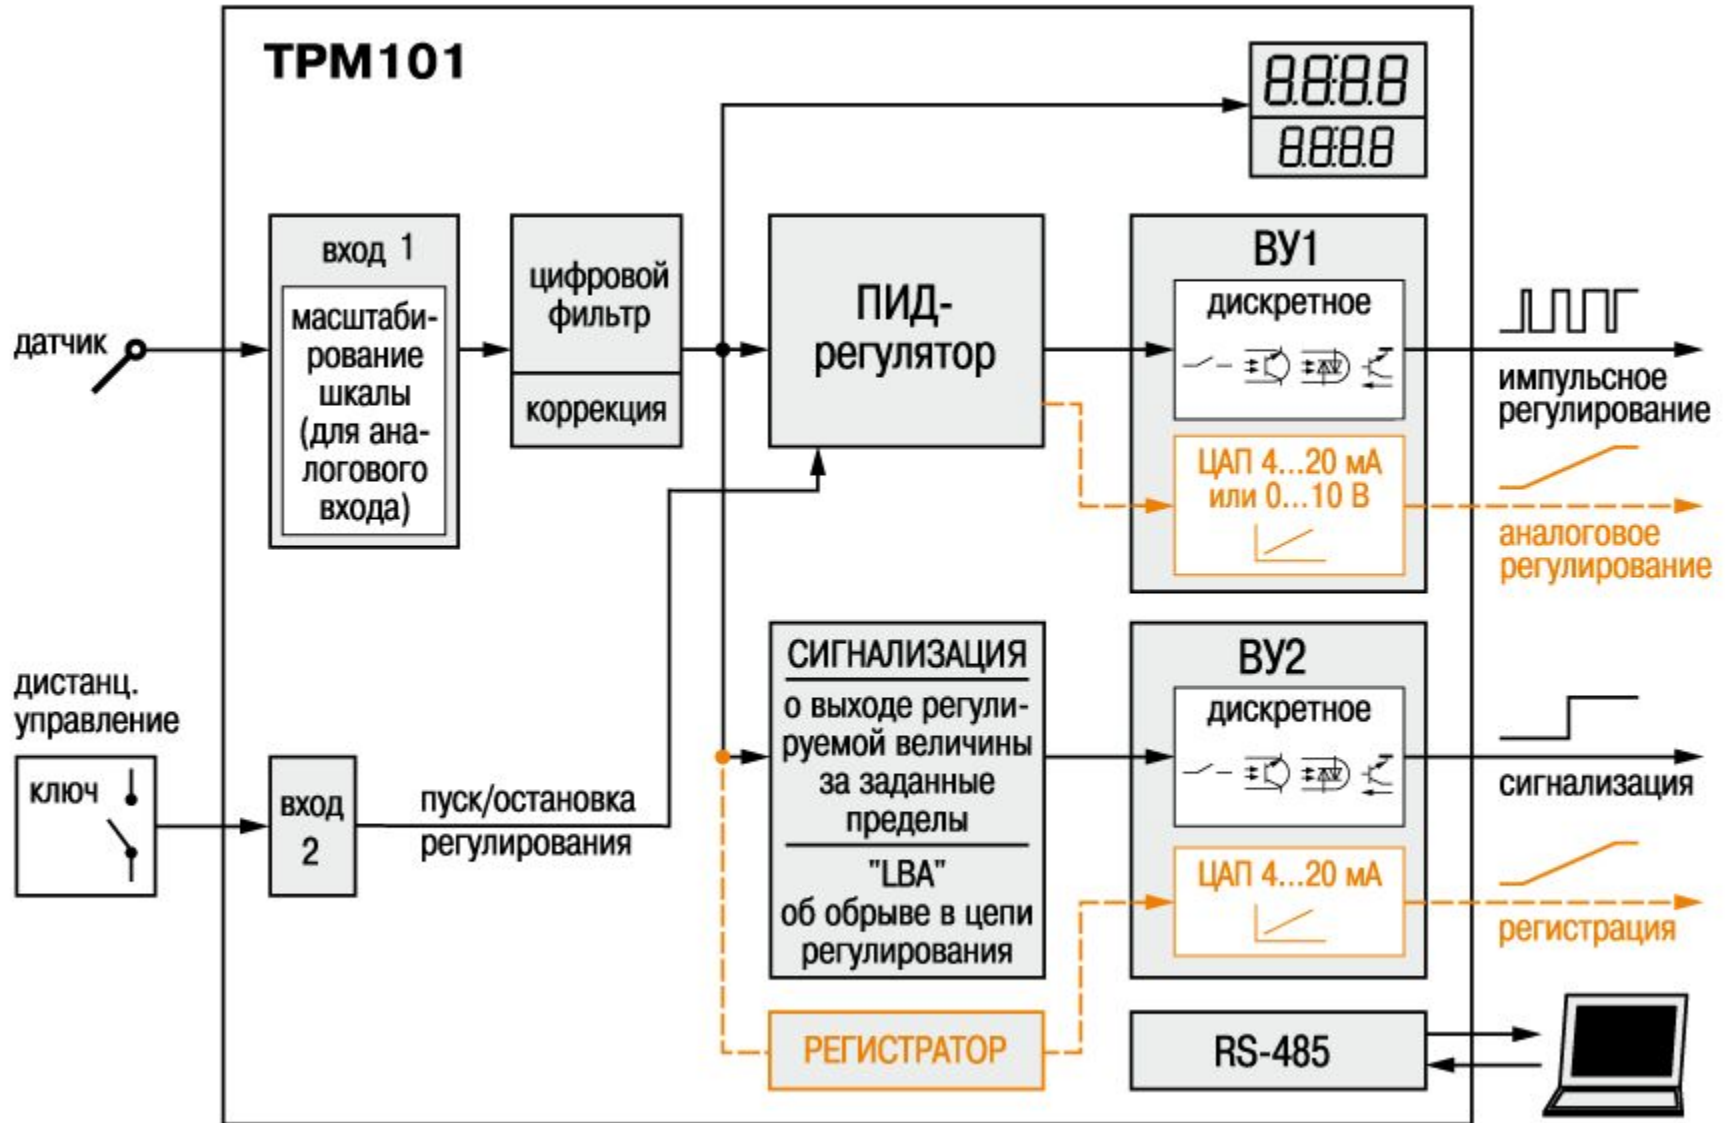 ТРМ101
8.8.8.8
8.8.8.8
вход 1
масштаби-
рование
шкалы
(для ана-
логового
входа)
цифровой
фильтр
коррекция
ПИД-
регулятор
ВУ1
дискретное
ЦАП 4...20 мА
или 0...10 В
датчик
импульсное
регулирование
аналоговое
регулирование
дистанц.
управление
ключ
вход
2
пуск/остановка
регулирования
СИГНАЛИЗАЦИЯ
о выходе регули-
руемой величины
за заданные
пределы
"LBA"
об обрыве в цепи
регулирования
ВУ2
дискретное
ЦАП 4...20 мА
сигнализация
регистрация
РЕГИСТРАТОР
RS-485